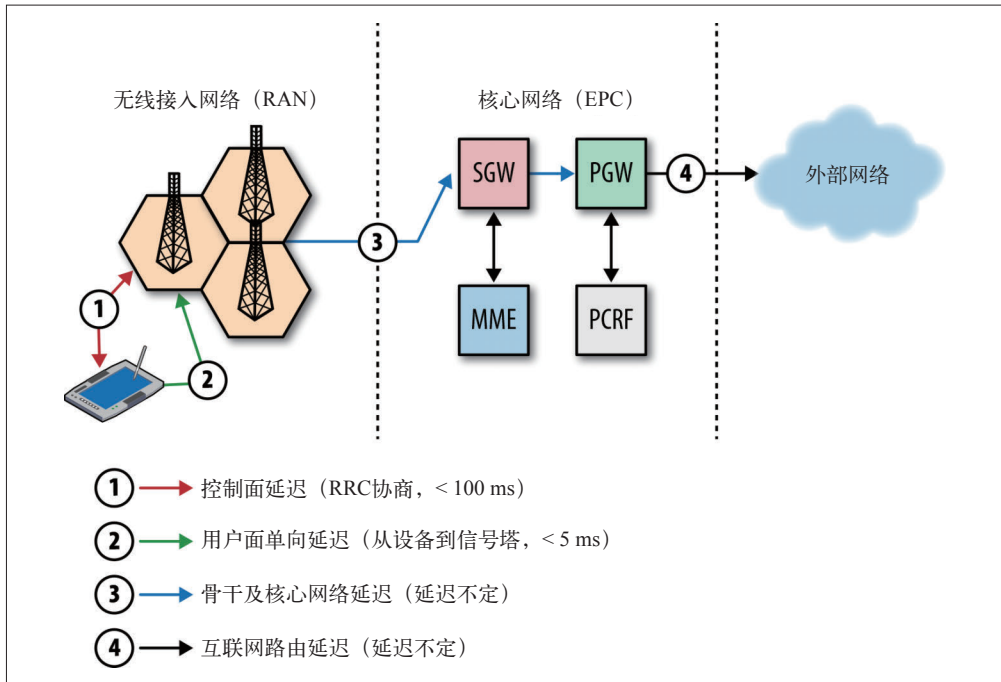 无线接入网络（RAN）
核心网络（EPC）
SGW
PGW
4
外部网络
3
1
MME
PCRF
2
1 控制面延迟（RRC协商，< 100 ms）
2 用户面单向延迟（从设备到信号塔，< 5 ms）
3 骨干及核心网络延迟（延迟不定）
4 互联网路由延迟（延迟不定）